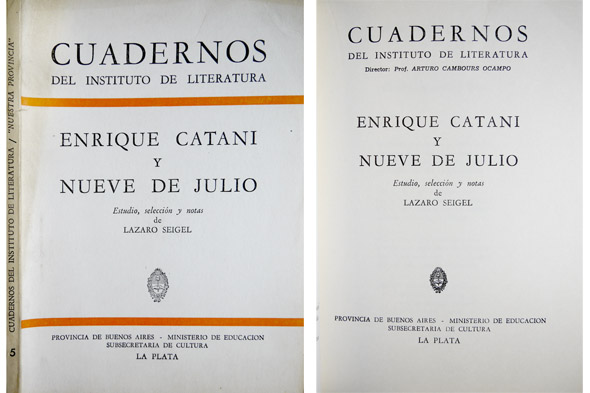 CUADERNOS DEL INSTITUTO DE LITERATURA / "NUESTRA PROVINCIA"
5
CUADERNOS
DEL INSTITUTO DE LITERATURA
ENRIQUE CATANI
Y
NUEVE DE JULIO
Estudio, selección y notas
de
LAZARO SEIGEL
PROVINCIA DE BUENOS AIRES - MINISTERIO DE EDUCACION
SUBSECRETARIA DE CULTURA
LA PLATA
CUADERNOS
DEL INSTITUTO DE LITERATURA
Director: Prof. ARTURO CAMBOURS OCAMPO
ENRIQUE CATANI
Y
NUEVE DE JULIO
Estudio, selección y notas
de
LAZARO SEIGEL
PROVINCIA DE BUENOS AIRES - MINISTERIO DE EDUCACION
SUBSECRETARIA DE CULTURA
LA PLATA